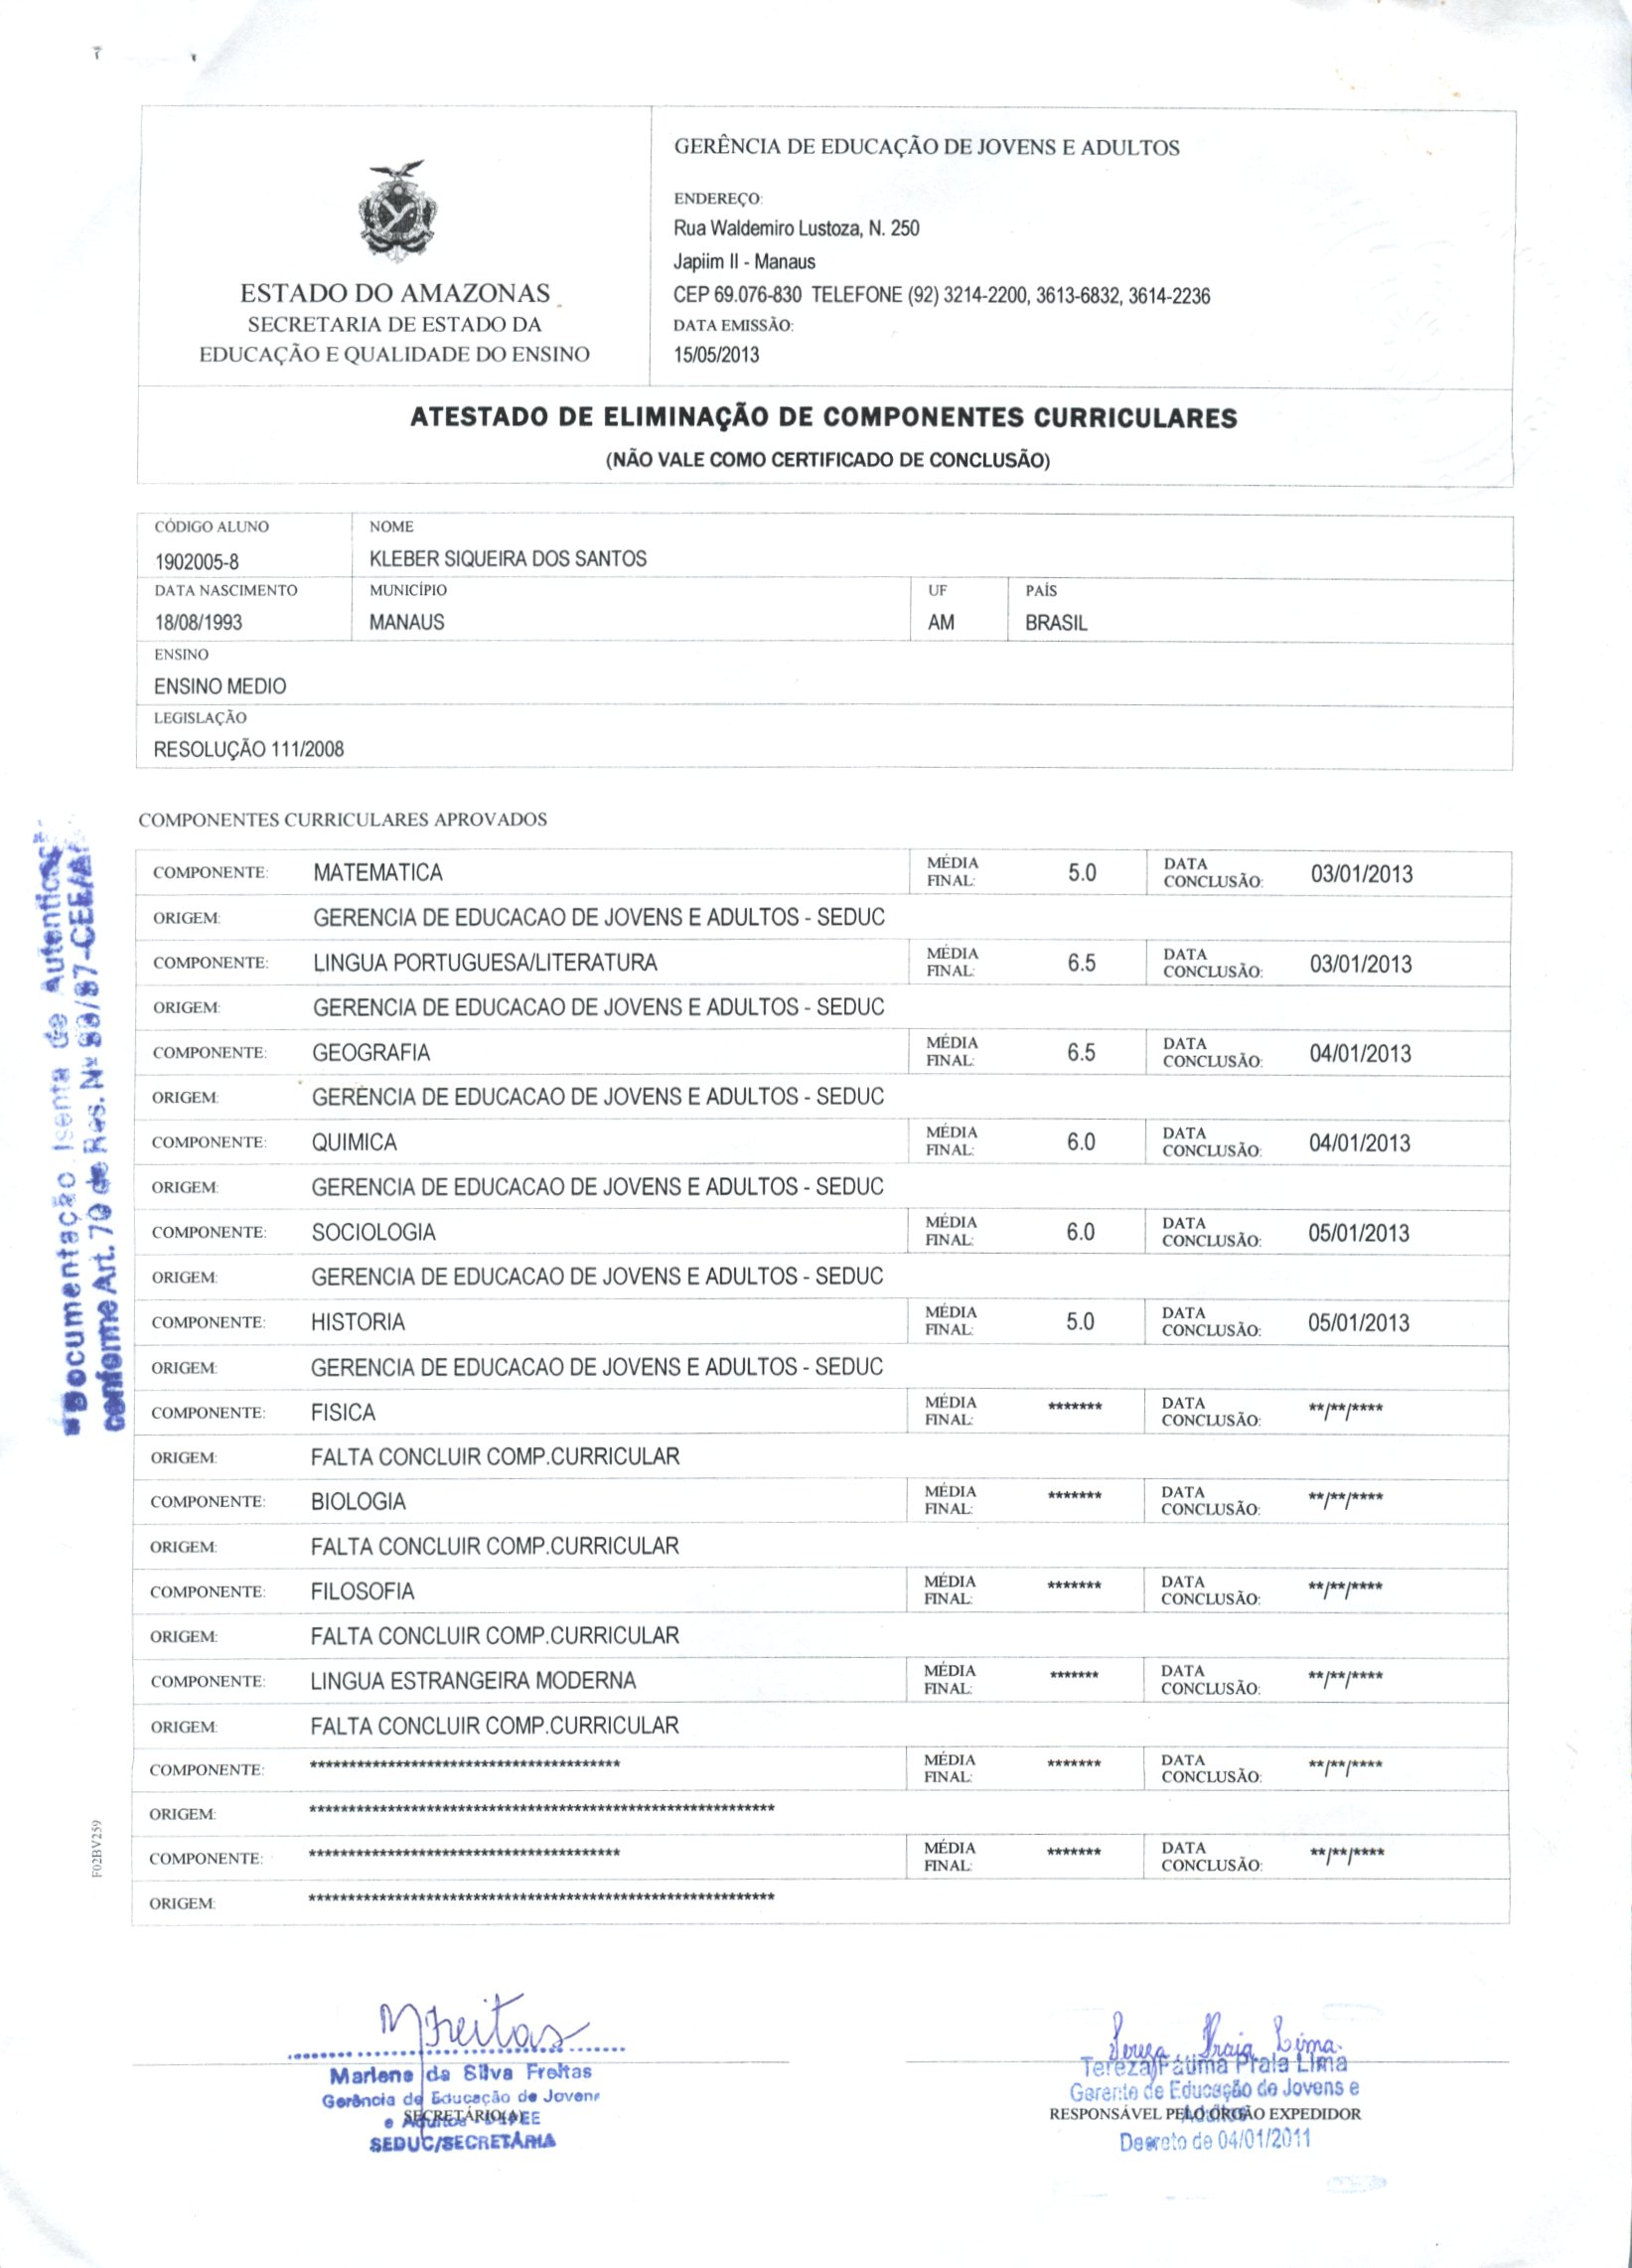 ESTADO DO AMAZONAS
SECRETARIA DE ESTADO DA
EDUCAÇÃO E QUALIDADE DO ENSINO
GERÊNCIA DE EDUCAÇÃO DE JOVENS E ADULTOS
ENDEREÇO:
Rua Waldemiro Lustoza, N. 250
Japiim II - Manaus
CEP 69.076-830 TELEFONE (92) 3214-2200, 3613-6832, 3614-2236
DATA EMISSÃO:
15/05/2013
ATESTADO DE ELIMINAÇÃO DE COMPONENTES CURRICULARES
(NÃO VALE COMO CERTIFICADO DE CONCLUSÃO)
CÓDIGO ALUNO NOME
1902005-8 KLEBER SIQUEIRA DOS SANTOS
DATA NASCIMENTO MUNICÍPIO UF PAÍS
18/08/1993 MANAUS AM BRASIL
ENSINO
ENSINO MEDIO
LEGISLAÇÃO
RESOLUÇÃO 111/2008
COMPONENTES CURRICULARES APROVADOS
COMPONENTE: MATEMATICA MÉDIA FINAL: 5.0 DATA CONCLUSÃO: 03/01/2013
ORIGEM: GERENCIA DE EDUCACAO DE JOVENS E ADULTOS - SEDUC
COMPONENTE: LINGUA PORTUGUESA/LITERATURA MÉDIA FINAL: 6.5 DATA CONCLUSÃO: 03/01/2013
ORIGEM: GERENCIA DE EDUCACAO DE JOVENS E ADULTOS - SEDUC
COMPONENTE: GEOGRAFIA MÉDIA FINAL: 6.5 DATA CONCLUSÃO: 04/01/2013
ORIGEM: GERENCIA DE EDUCACAO DE JOVENS E ADULTOS - SEDUC
COMPONENTE: QUIMICA MÉDIA FINAL: 6.0 DATA CONCLUSÃO: 04/01/2013
ORIGEM: GERENCIA DE EDUCACAO DE JOVENS E ADULTOS - SEDUC
COMPONENTE: SOCIOLOGIA MÉDIA FINAL: 6.0 DATA CONCLUSÃO: 05/01/2013
ORIGEM: GERENCIA DE EDUCACAO DE JOVENS E ADULTOS - SEDUC
COMPONENTE: HISTORIA MÉDIA FINAL: 5.0 DATA CONCLUSÃO: 05/01/2013
ORIGEM: GERENCIA DE EDUCACAO DE JOVENS E ADULTOS - SEDUC
COMPONENTE: FISICA MÉDIA FINAL: ******* DATA CONCLUSÃO: **/**/****
ORIGEM: FALTA CONCLUIR COMP.CURRICULAR
COMPONENTE: BIOLOGIA MÉDIA FINAL: ******* DATA CONCLUSÃO: **/**/****
ORIGEM: FALTA CONCLUIR COMP.CURRICULAR
COMPONENTE: FILOSOFIA MÉDIA FINAL: ******* DATA CONCLUSÃO: **/**/****
ORIGEM: FALTA CONCLUIR COMP.CURRICULAR
COMPONENTE: LINGUA ESTRANGEIRA MODERNA MÉDIA FINAL: ******* DATA CONCLUSÃO: **/**/****
ORIGEM: FALTA CONCLUIR COMP.CURRICULAR
COMPONENTE: **************************************** MÉDIA FINAL: ******* DATA CONCLUSÃO: **/**/****
ORIGEM: ************************************************************
COMPONENTE: **************************************** MÉDIA FINAL: ******* DATA CONCLUSÃO: **/**/****
ORIGEM: ************************************************************
"Documentação Isenta de
conforme Art. 70 de Res. Nº 99/87-CEE/
F02BV259
MFreitas
Marlene da Silva Freitas
Gerência de Educação de Jovens
e Adultos
SECRETÁRIO(A)
SEDUC/SECRETÁRIA
Tereza Praia Lima
Tereza Fátima Praia Lima
Gerente de Educação de Jovens e
Adultos
RESPONSÁVEL PELO ÓRGÃO EXPEDIDOR
Decreto de 04/01/2011